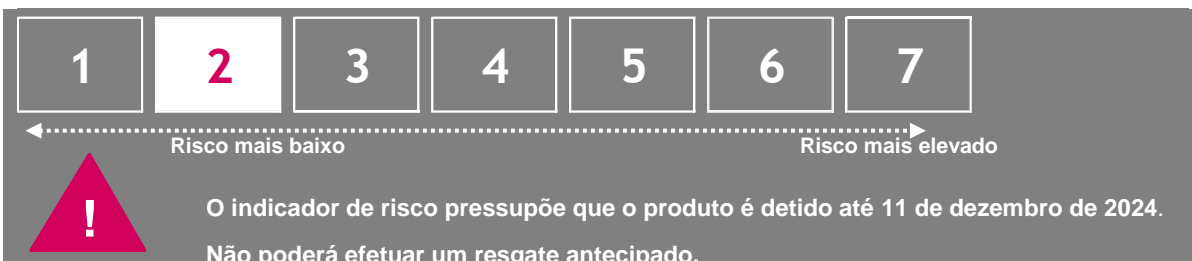 1 2 3 4 5 6 7
Risco mais baixo Risco mais elevado
! O indicador de risco pressupõe que o produto é detido até 11 de dezembro de 2024.
Não poderá efetuar um resgate antecipado.